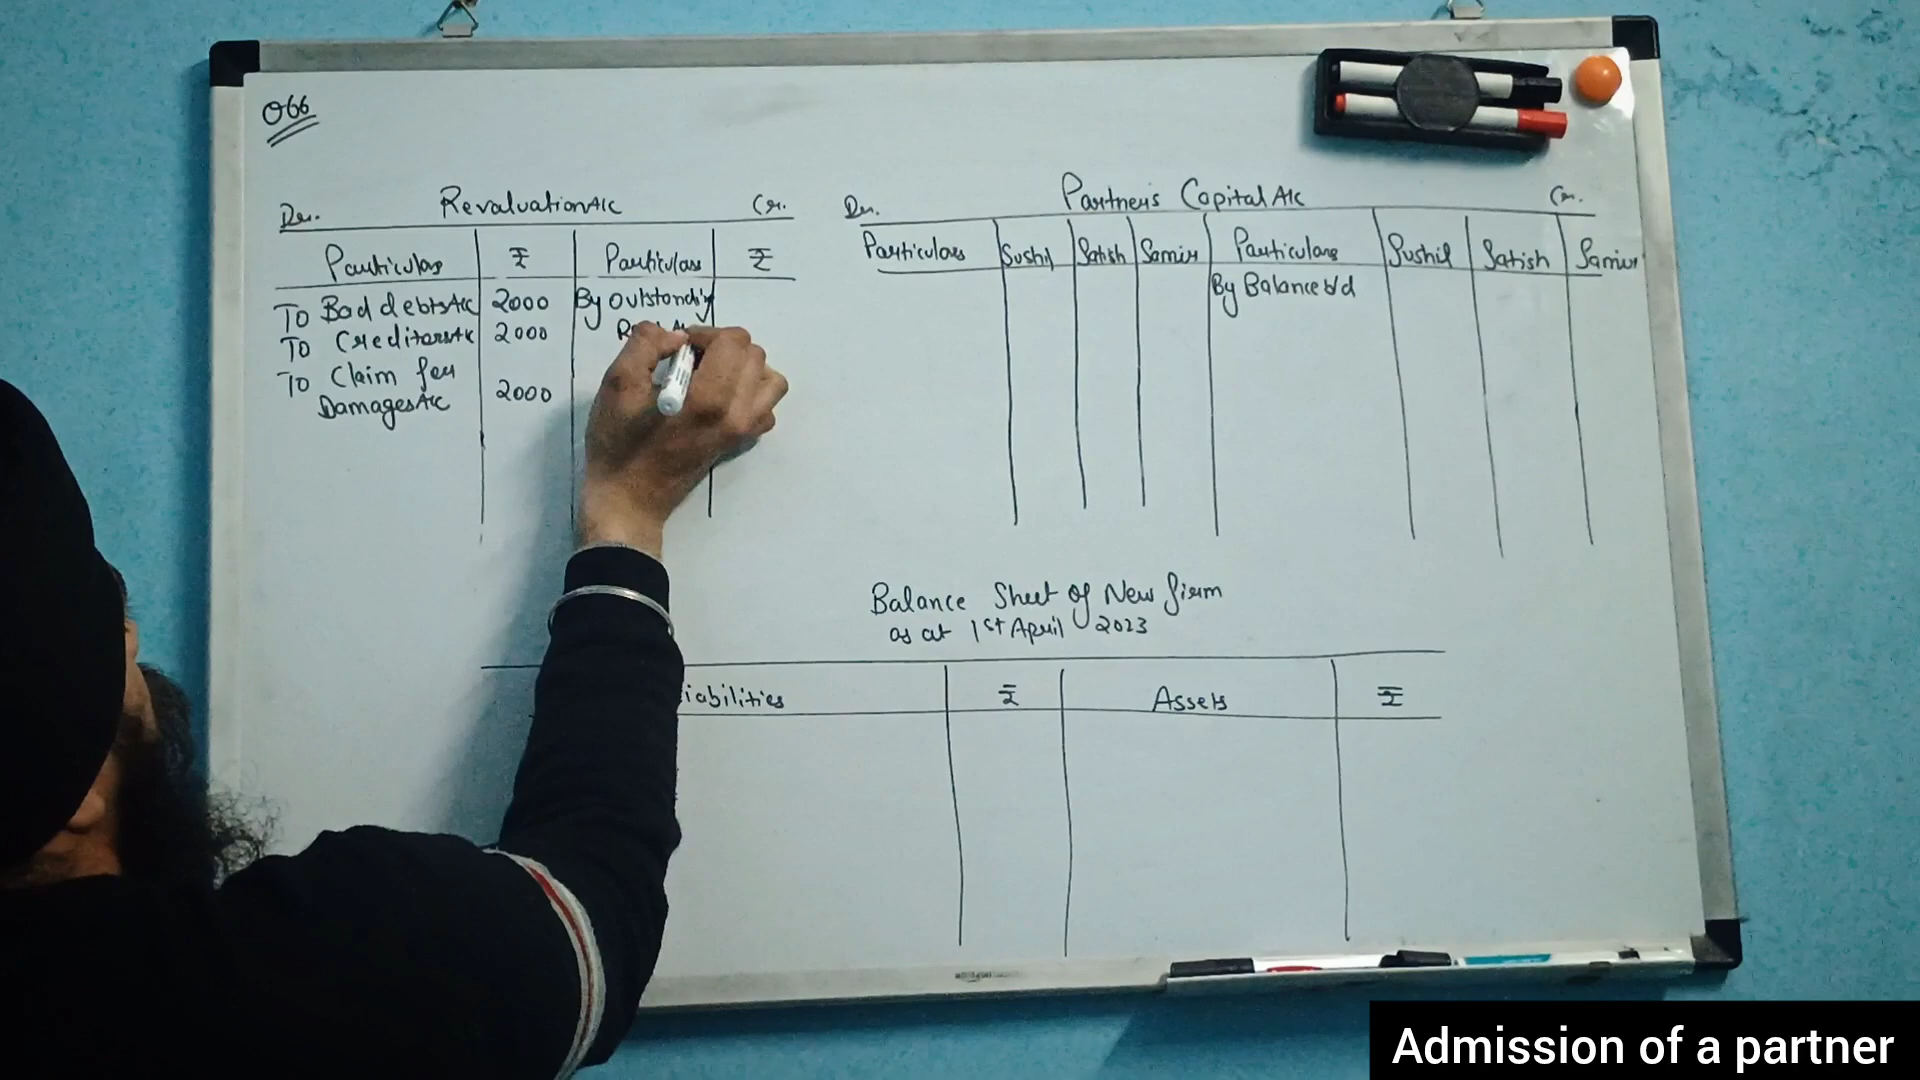 Q66
Dr. Revaluation A/c Cr.
Particulars ₹ Particulars ₹
To Bad debts A/c 2000 By Outstanding
To Creditors A/c 2000
To Claim for
Damages A/c 2000
Dr. Partner's Capital A/c Cr.
Particulars Sushil Satish Samir Particulars Sushil Satish Samir
By Balance b/d
Balance Sheet of New firm
as at 1st April 2023
iabilities ₹ Assets ₹
Admission of a partner